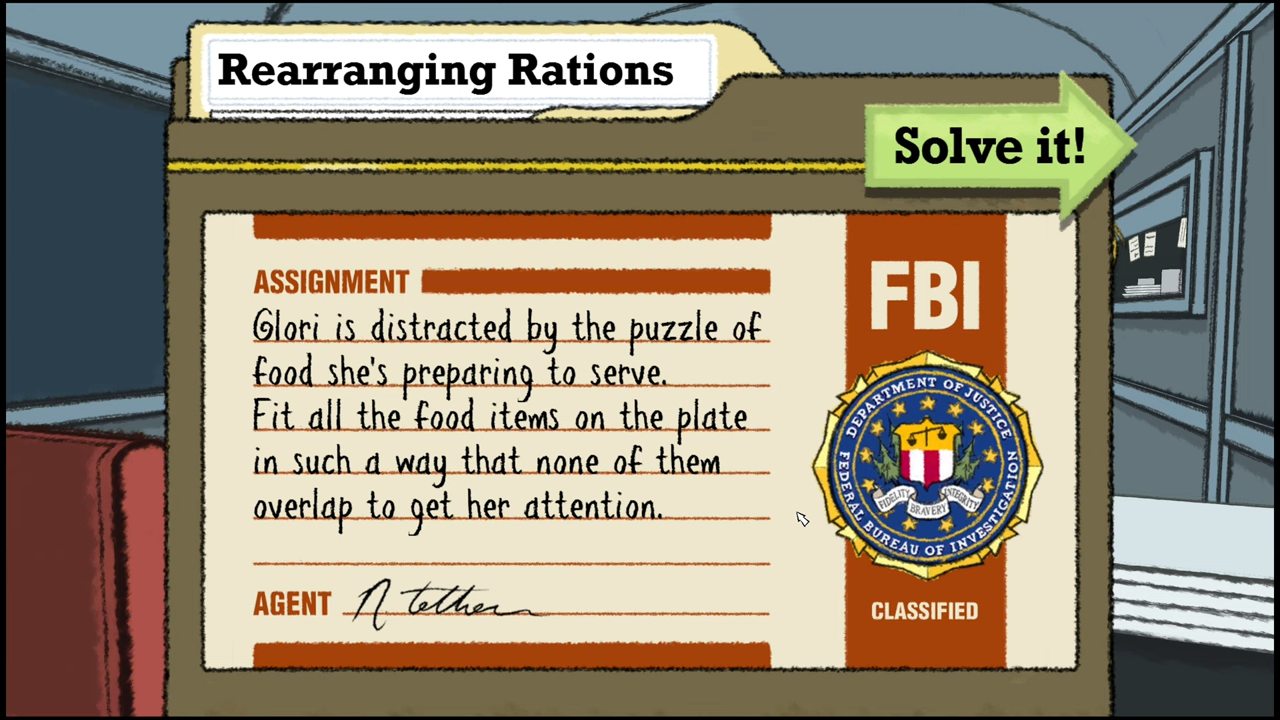 Rearranging Rations
Solve it!
ASSIGNMENT
Glori is distracted by the puzzle of
food she's preparing to serve.
Fit all the food items on the plate
in such a way that none of them
overlap to get her attention.
AGENT N Tether
FBI
DEPARTMENT OF JUSTICE
FIDELITY BRAVERY INTEGRITY
FEDERAL BUREAU OF INVESTIGATION
CLASSIFIED